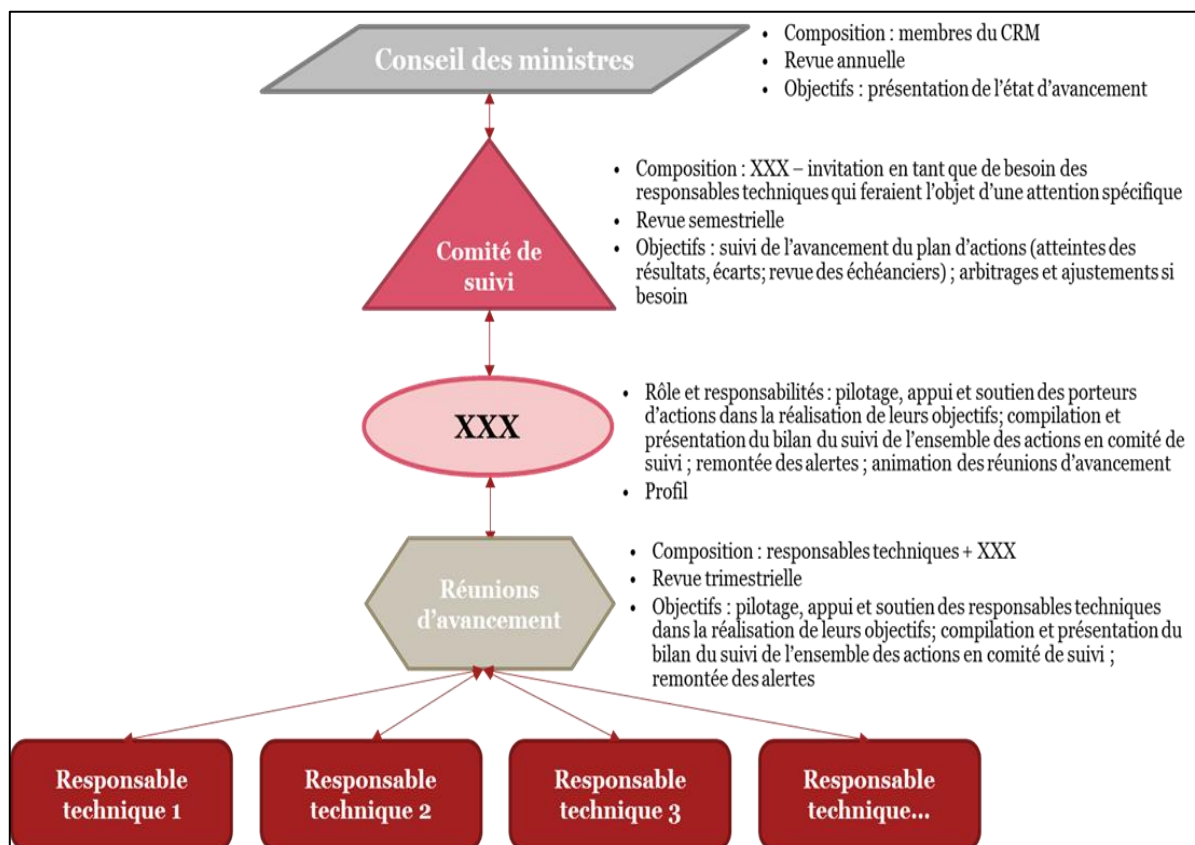 Conseil des ministres
• Composition : membres du CRM
• Revue annuelle
• Objectifs : présentation de l’état d’avancement
Comité de
suivi
• Composition : XXX – invitation en tant que de besoin des
responsables techniques qui feraient l’objet d’une attention spécifique
• Revue semestrielle
• Objectifs : suivi de l’avancement du plan d’actions (atteintes des
résultats, écarts; revue des échéanciers) ; arbitrages et ajustements si
besoin
XXX
• Rôle et responsabilités : pilotage, appui et soutien des porteurs
d’actions dans la réalisation de leurs objectifs; compilation et
présentation du bilan du suivi de l’ensemble des actions en comité de
suivi ; remontée des alertes ; animation des réunions d’avancement
• Profil
Réunions
d’avancement
• Composition : responsables techniques + XXX
• Revue trimestrielle
• Objectifs : pilotage, appui et soutien des responsables techniques
dans la réalisation de leurs objectifs; compilation et présentation du
bilan du suivi de l’ensemble des actions en comité de suivi ;
remontée des alertes
Responsable
technique 1
Responsable
technique 2
Responsable
technique 3
Responsable
technique...